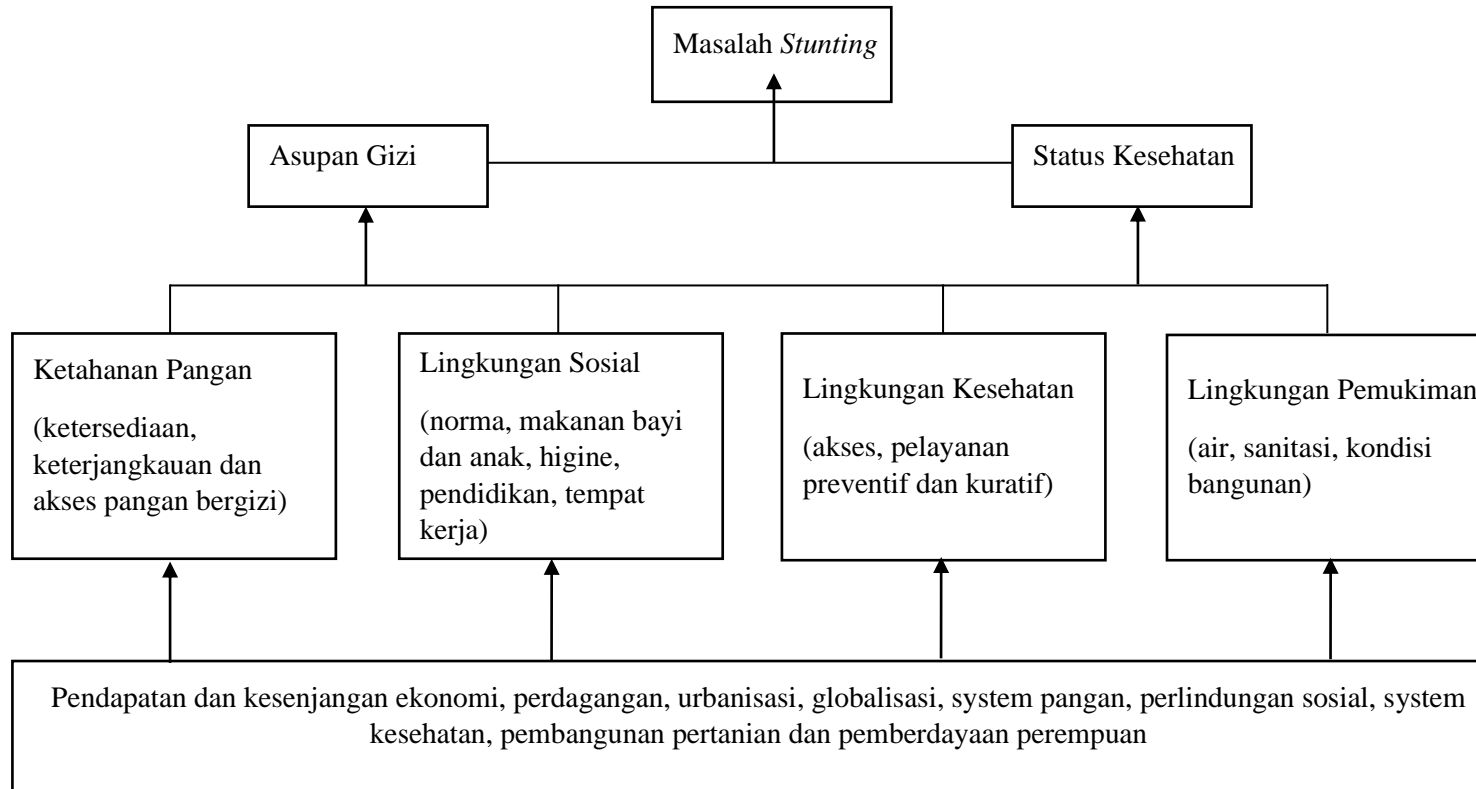 Masalah Stunting
Asupan Gizi
Status Kesehatan
Ketahanan Pangan
(ketersediaan,
keterjangkauan dan
akses pangan bergizi)
Lingkungan Sosial
(norma, makanan bayi
dan anak, higine,
pendidikan, tempat
kerja)
Lingkungan Kesehatan
(akses, pelayanan
preventif dan kuratif)
Lingkungan Pemukiman
(air, sanitasi, kondisi
bangunan)
Pendapatan dan kesenjangan ekonomi, perdagangan, urbanisasi, globalisasi, system pangan, perlindungan sosial, system
kesehatan, pembangunan pertanian dan pemberdayaan perempuan